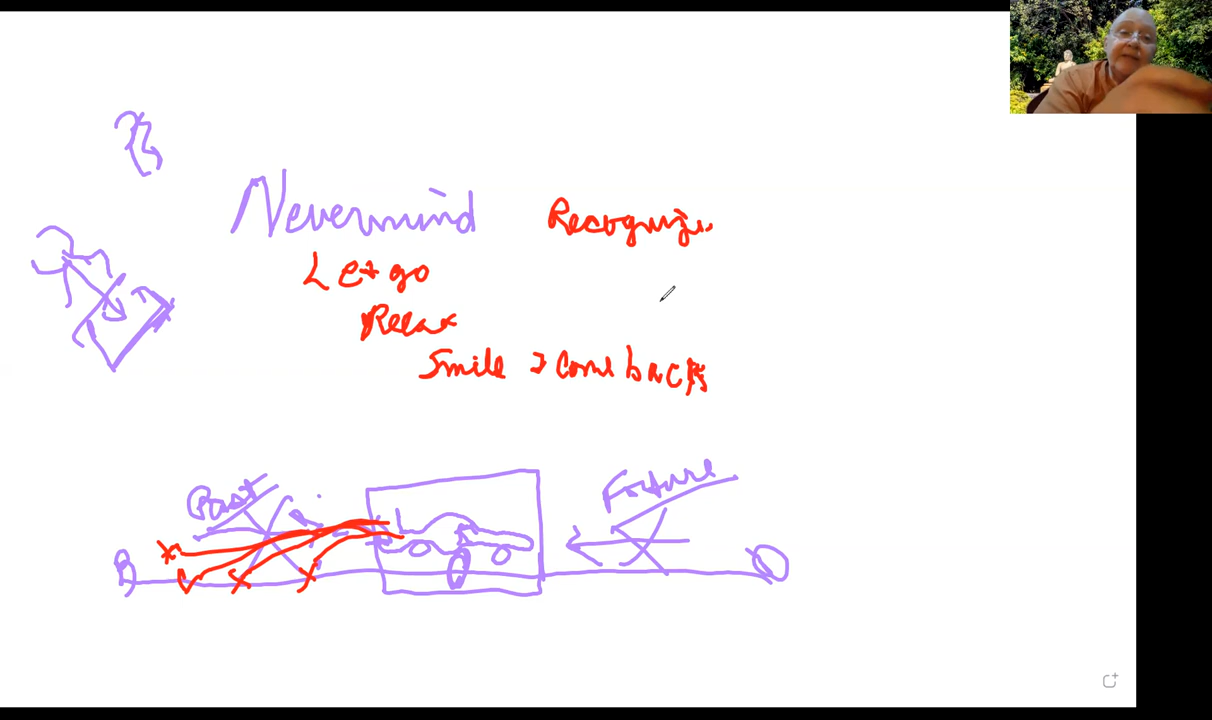 Nevermind Recognize
Let go
Relax
Smile → come back
Past
Future
B
D